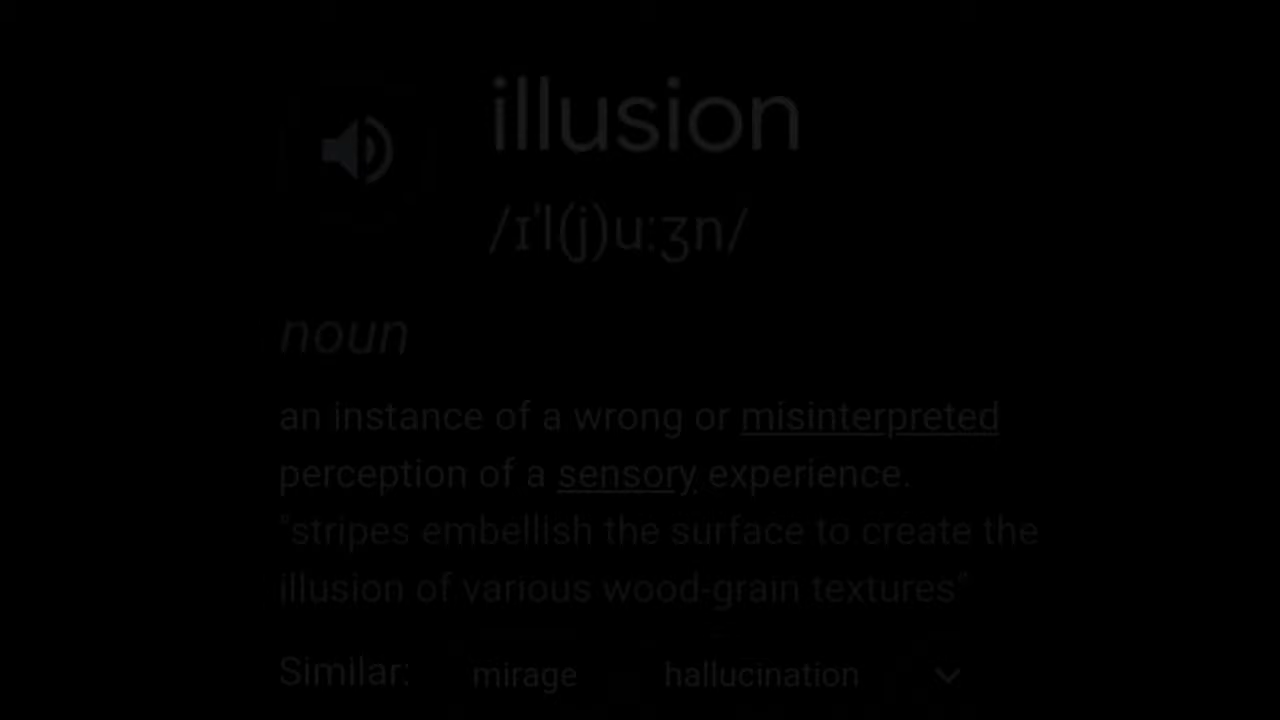 illusion
/ɪˈl(j)uːʒn/
noun
an instance of a wrong or misinterpreted
perception of a sensory experience.
"stripes embellish the surface to create the
illusion of various wood-grain textures"
Similar: mirage hallucination